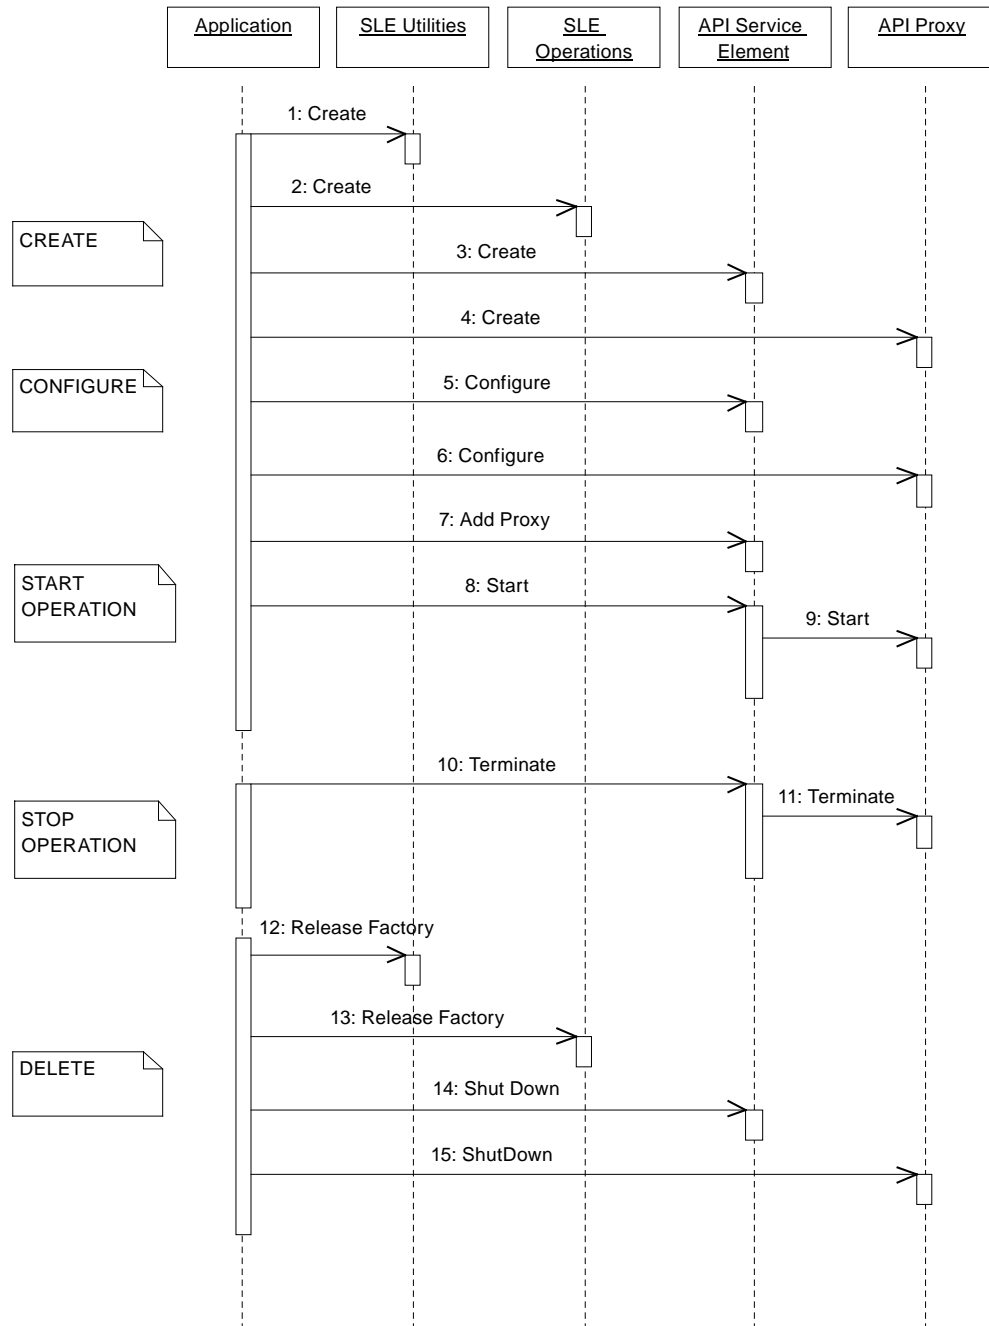 Application
SLE Utilities
SLE
Operations
API Service
Element
API Proxy
1: Create
2: Create
CREATE
3: Create
4: Create
CONFIGURE
5: Configure
6: Configure
7: Add Proxy
START
OPERATION
8: Start
9: Start
10: Terminate
11: Terminate
STOP
OPERATION
12: Release Factory
13: Release Factory
DELETE
14: Shut Down
15: ShutDown